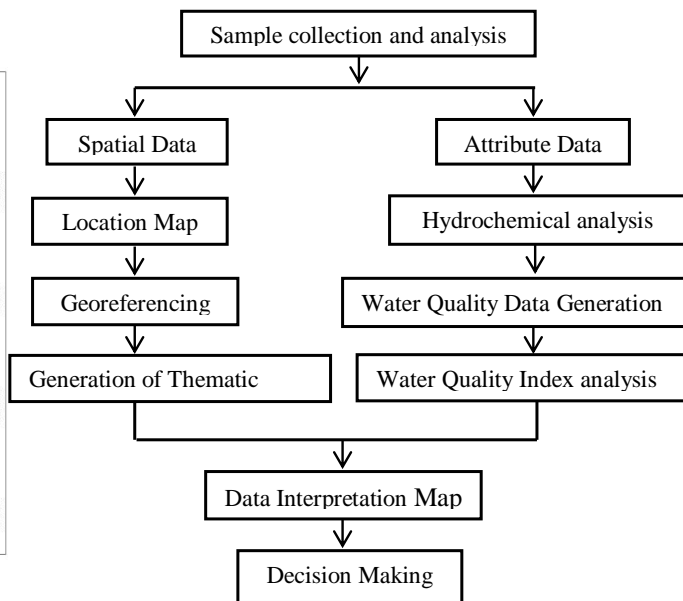 Sample collection and analysis
Spatial Data
Attribute Data
Location Map
Hydrochemical analysis
Georeferencing
Water Quality Data Generation
Generation of Thematic
Water Quality Index analysis
Data Interpretation Map
Decision Making